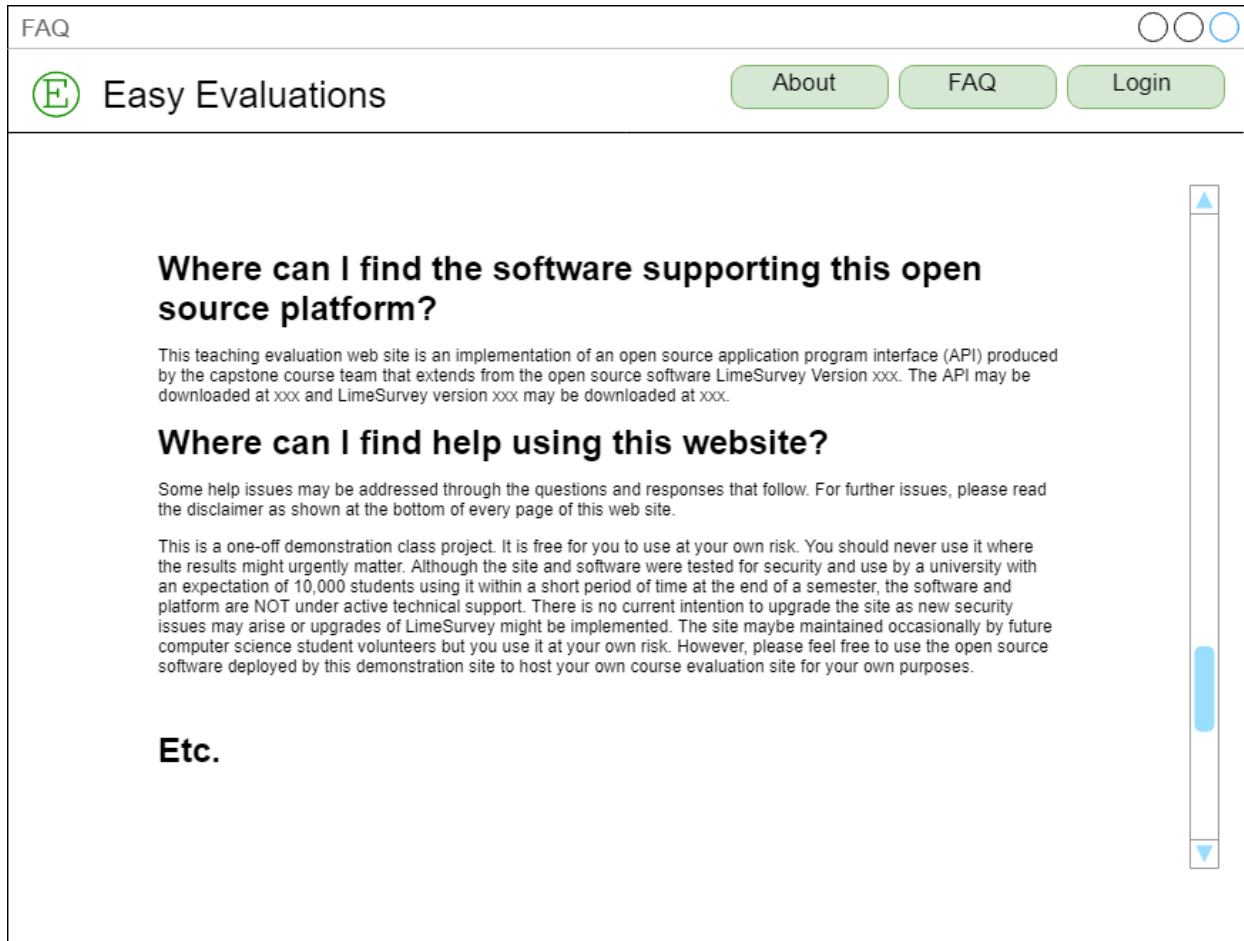 FAQ
E Easy Evaluations
About FAQ Login
Where can I find the software supporting this open
source platform?
This teaching evaluation web site is an implementation of an open source application program interface (API) produced
by the capstone course team that extends from the open source software LimeSurvey Version xxx. The API may be
downloaded at xxx and LimeSurvey version xxx may be downloaded at xxx.
Where can I find help using this website?
Some help issues may be addressed through the questions and responses that follow. For further issues, please read
the disclaimer as shown at the bottom of every page of this web site.
This is a one-off demonstration class project. It is free for you to use at your own risk. You should never use it where
the results might urgently matter. Although the site and software were tested for security and use by a university with
an expectation of 10,000 students using it within a short period of time at the end of a semester, the software and
platform are NOT under active technical support. There is no current intention to upgrade the site as new security
issues may arise or upgrades of LimeSurvey might be implemented. The site maybe maintained occasionally by future
computer science student volunteers but you use it at your own risk. However, please feel free to use the open source
software deployed by this demonstration site to host your own course evaluation site for your own purposes.
Etc.